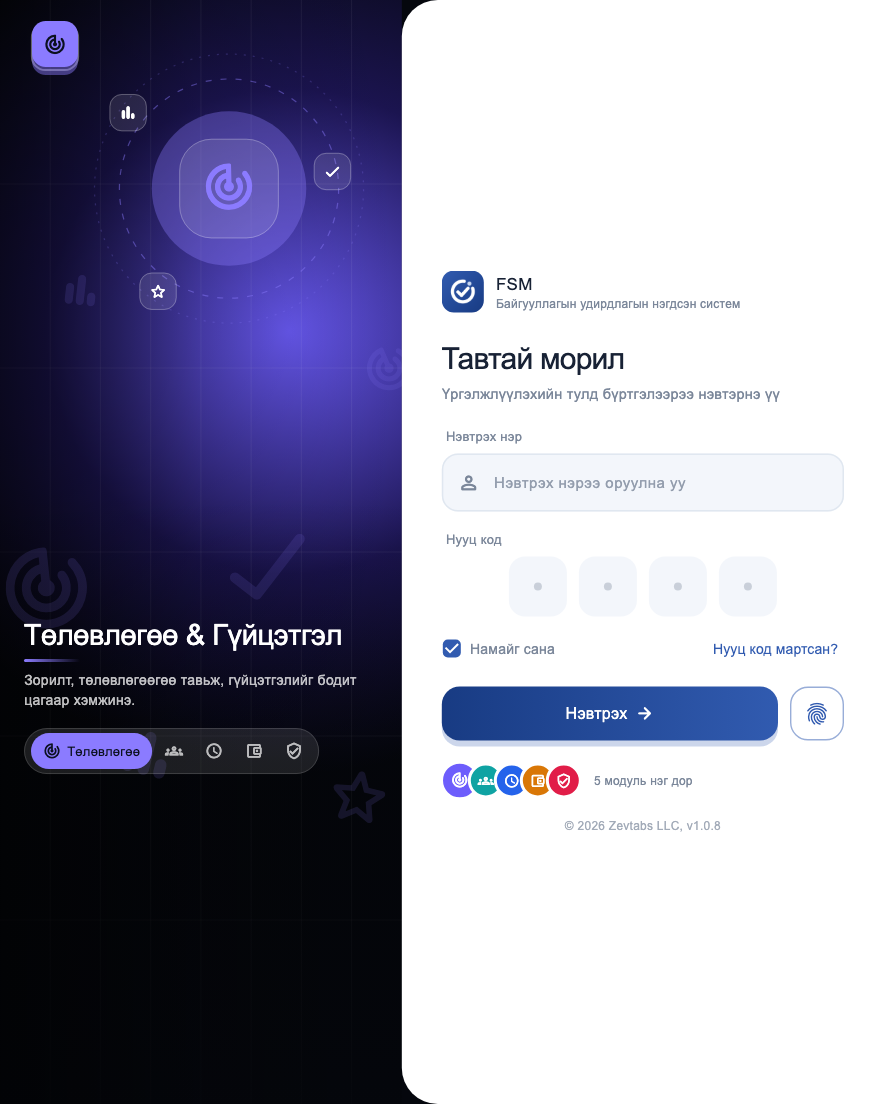 Төлөвлөгөө & Гүйцэтгэл
Зорилт, төлөвлөгөөгөө тавьж, гүйцэтгэлийг бодит
цагаар хэмжинэ.
Төлөвлөгөө
FSM
Байгууллагын удирдлагын нэгдсэн систем
Тавтай морил
Үргэлжлүүлэхийн тулд бүртгэлээрээ нэвтэрнэ үү
Нэвтрэх нэр
Нэвтрэх нэрээ оруулна уу
Нууц код
Намайг сана
Нууц код мартсан?
Нэвтрэх
5 модуль нэг дор
© 2026 Zevtabs LLC, v1.0.8